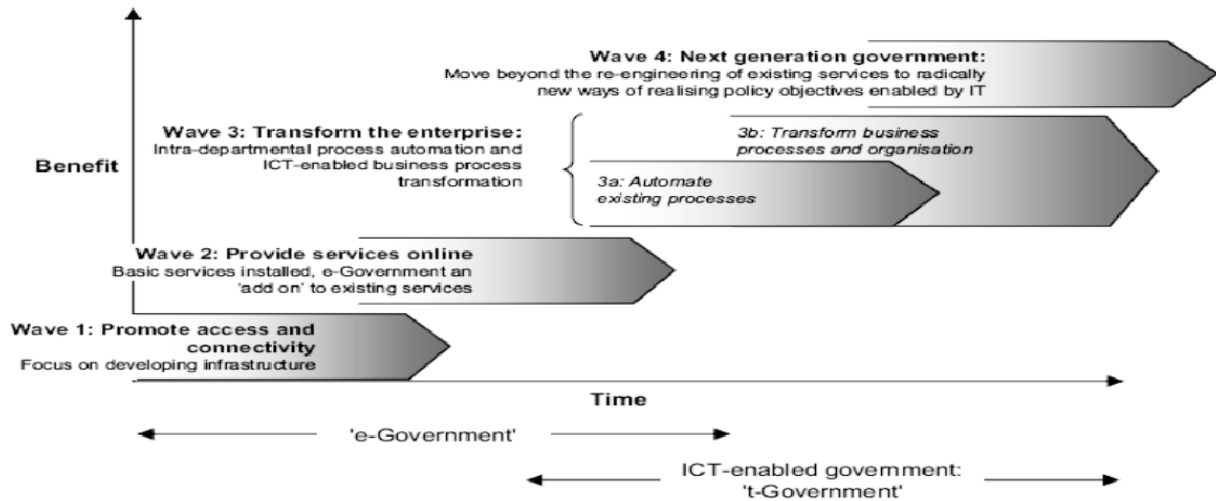 Wave 4: Next generation government:
Move beyond the re-engineering of existing services to radically
new ways of realising policy objectives enabled by IT
Wave 3: Transform the enterprise:
Intra-departmental process automation and
ICT-enabled business process
transformation
3b: Transform business
processes and organisation
3a: Automate
existing processes
Benefit
Wave 2: Provide services online
Basic services installed, e-Government an
'add on' to existing services
Wave 1: Promote access and
connectivity
Focus on developing infrastructure
Time
'e-Government'
ICT-enabled government:
't-Government'